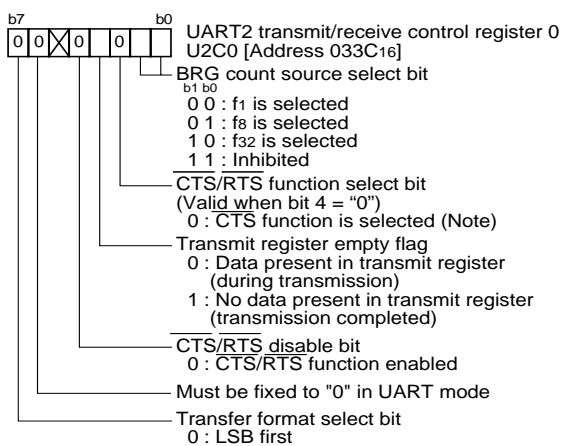 b7 b0
0 0 0 0
UART2 transmit/receive control register 0
U2C0 [Address 033C16]
BRG count source select bit
b1 b0
0 0 : f1 is selected
0 1 : f8 is selected
1 0 : f32 is selected
1 1 : Inhibited
CTS/RTS function select bit
(Valid when bit 4 = “0”)
0 : CTS function is selected (Note)
Transmit register empty flag
0 : Data present in transmit register
(during transmission)
1 : No data present in transmit register
(transmission completed)
CTS/RTS disable bit
0 : CTS/RTS function enabled
Must be fixed to "0" in UART mode
Transfer format select bit
0 : LSB first